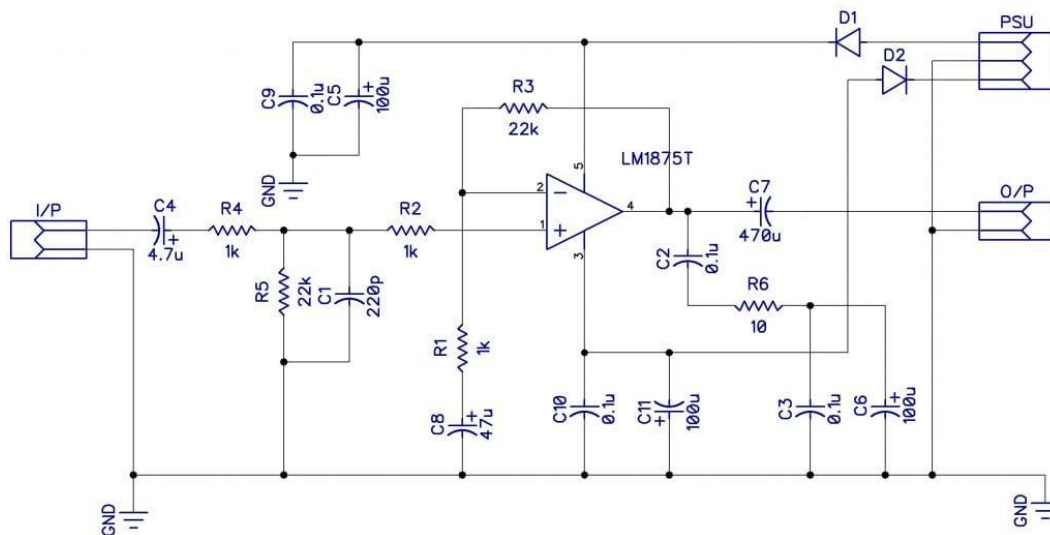 D1
PSU
D2
C9
0.1u
C5
+
100u
R3
22k
GND
LM1875T
5
I/P
C4
+
4.7u
R4
1k
R2
1k
2
−
1
+
4
3
C7
+
470u
O/P
R5
22k
C1
220p
C2
0.1u
R6
10
R1
1k
C8
+
47u
C10
0.1u
C11
+
100u
C3
0.1u
C6
+
100u
GND
GND